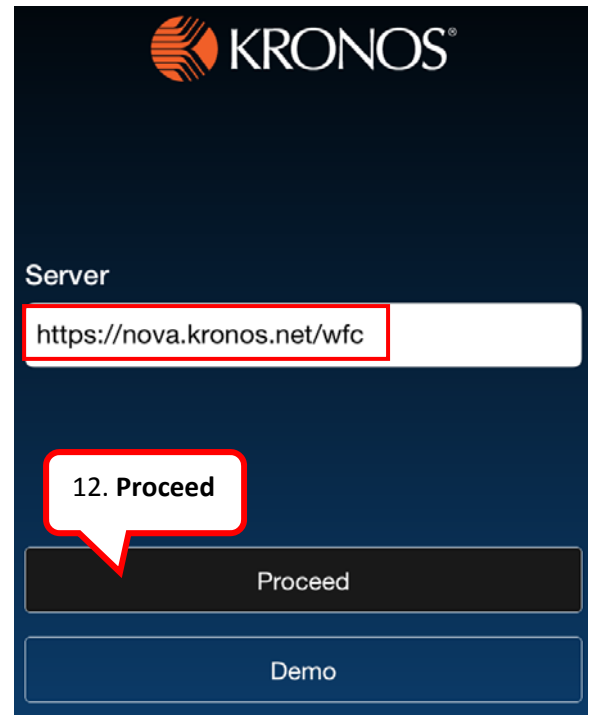 KRONOS®
Server
https://nova.kronos.net/wfc
12. Proceed
Proceed
Demo